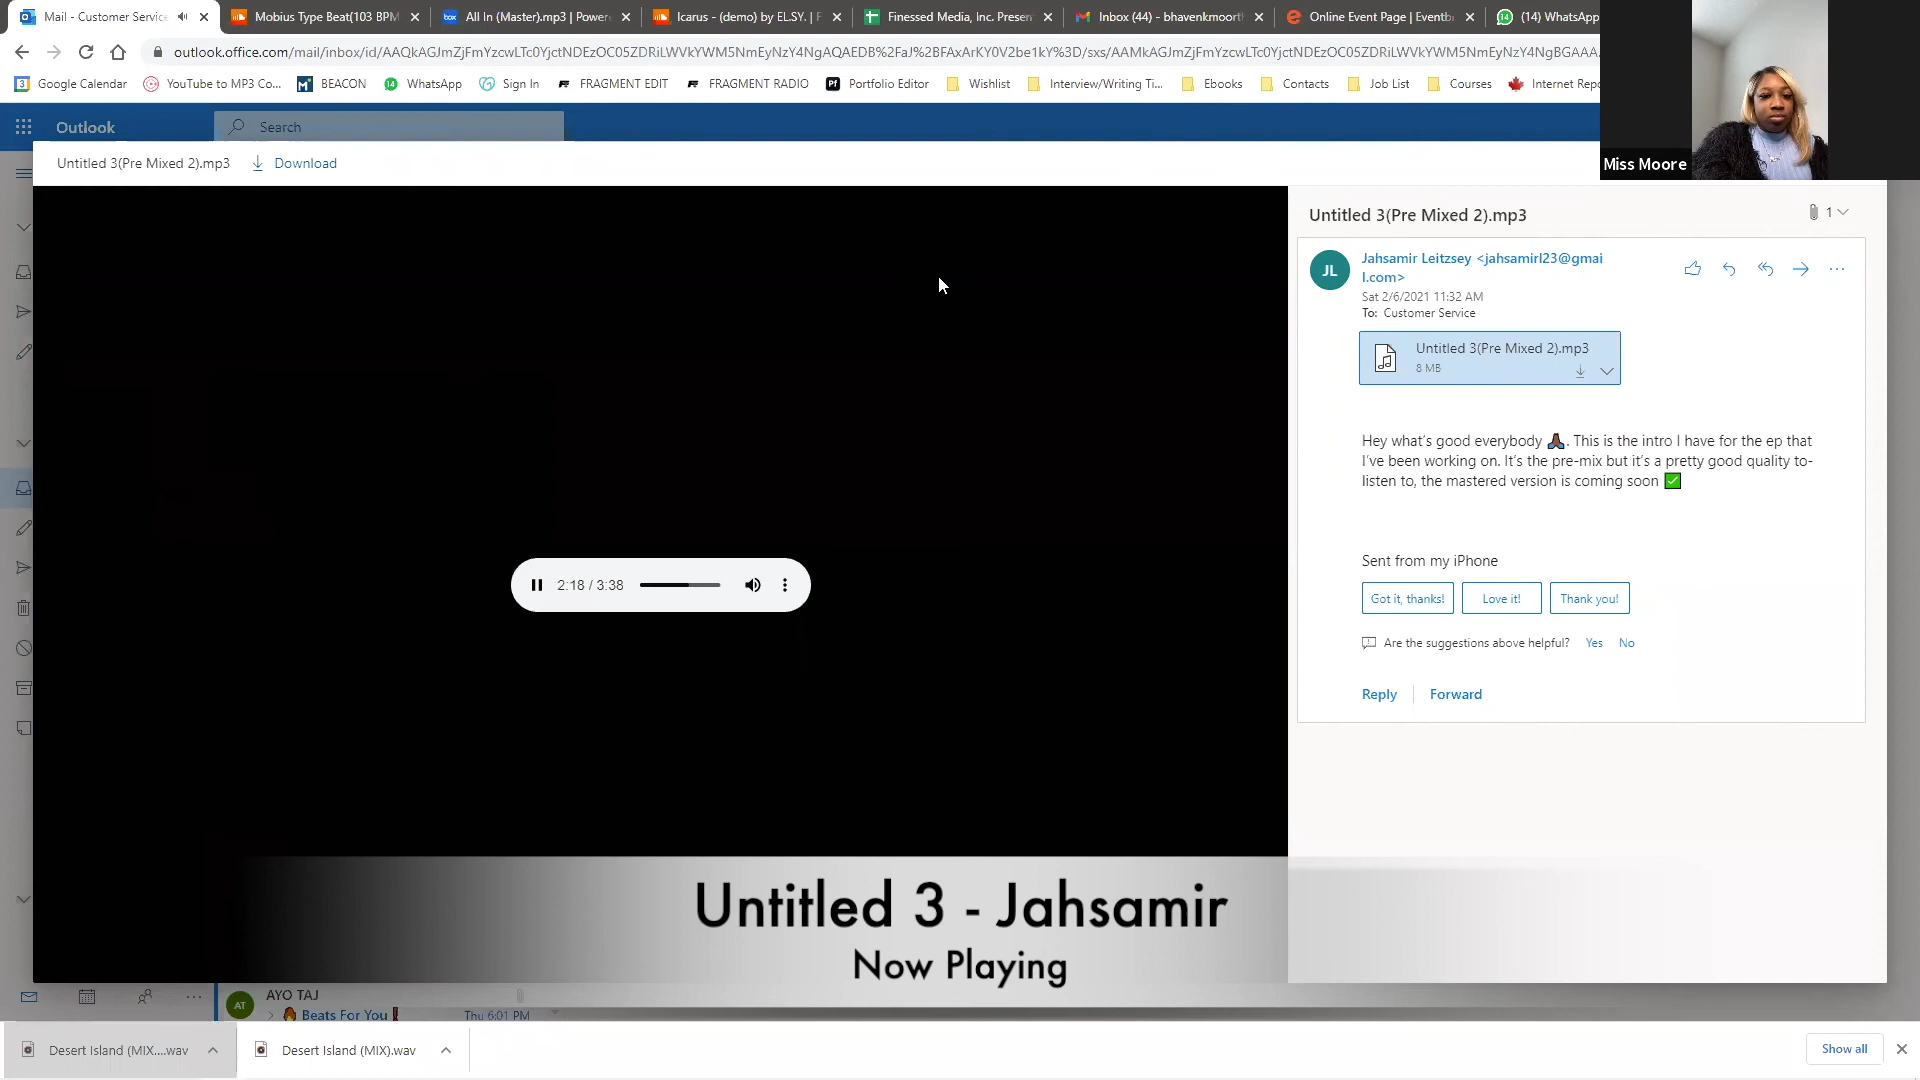 Mail - Customer Service
Mobius Type Beat(103 BPM
All In (Master).mp3 | Power
Icarus - (demo) by EL.SY. | F
Finessed Media, Inc. Presen
Inbox (44) - bhavenkmoor
Online Event Page | Eventb
(14) WhatsApp
Google Calendar
YouTube to MP3 Co...
BEACON
WhatsApp
Sign In
FRAGMENT EDIT
FRAGMENT RADIO
Portfolio Editor
Wishlist
Interview/Writing Ti...
Ebooks
Contacts
Job List
Courses
Internet Repo
Miss Moore
Outlook
Search
Untitled 3(Pre Mixed 2).mp3
Download
Untitled 3(Pre Mixed 2).mp3
1
JL
Jahsamir Leitzsey <jahsamirl23@gmai
l.com>
Sat 2/6/2021 11:32 AM
To: Customer Service
Untitled 3(Pre Mixed 2).mp3
8 MB
Hey what's good everybody 🙏🏾. This is the intro I have for the ep that
I've been working on. It's the pre-mix but it's a pretty good quality to-
listen to, the mastered version is coming soon ✅
Sent from my iPhone
Got it, thanks!
Love it!
Thank you!
Are the suggestions above helpful? Yes No
Reply
Forward
2:18 / 3:38
Untitled 3 - Jahsamir
Now Playing
AT
AYO TAJ
Beats For You
Thu 6:01 PM
Desert Island (MIX....wav
Desert Island (MIX).wav
Show all